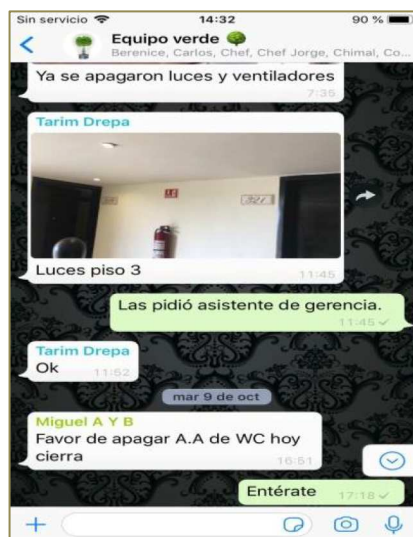 Sin servicio 14:32 90 %
Equipo verde
Berenice, Carlos, Chef, Chef Jorge, Chimal, Co...
Ya se apagaron luces y ventiladores
7:35
Tarim Drepa
Luces piso 3
11:45
Las pidió asistente de gerencia.
11:45
Tarim Drepa
Ok 11:52
mar 9 de oct
Miguel A Y B
Favor de apagar A.A de WC hoy
cierra
16:51
Entérate 17:18